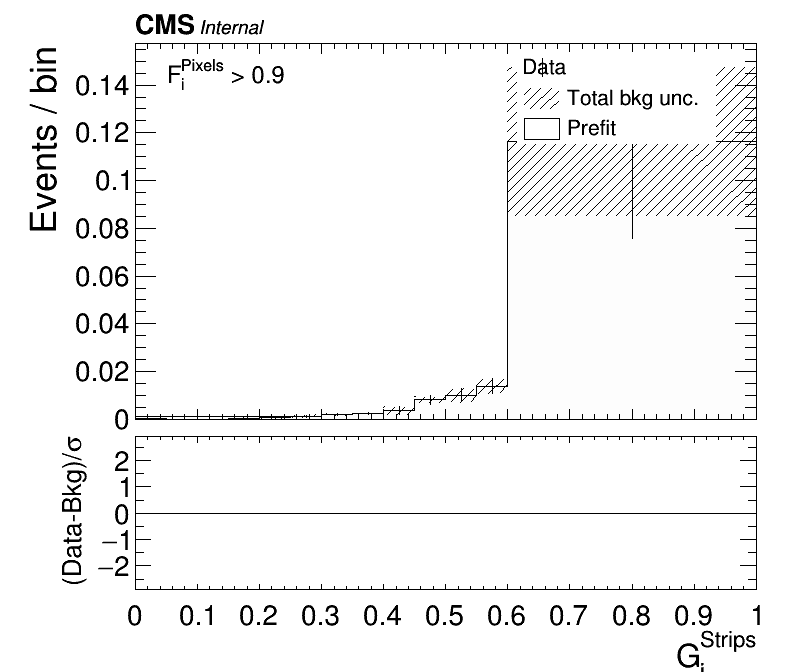 CMS Internal
F_i^Pixels > 0.9
Data
Total bkg unc.
Prefit
Events / bin
0.14
0.12
0.1
0.08
0.06
0.04
0.02
0
(Data-Bkg)/σ
2
1
0
−1
−2
0 0.1 0.2 0.3 0.4 0.5 0.6 0.7 0.8 0.9 1
G_i^Strips